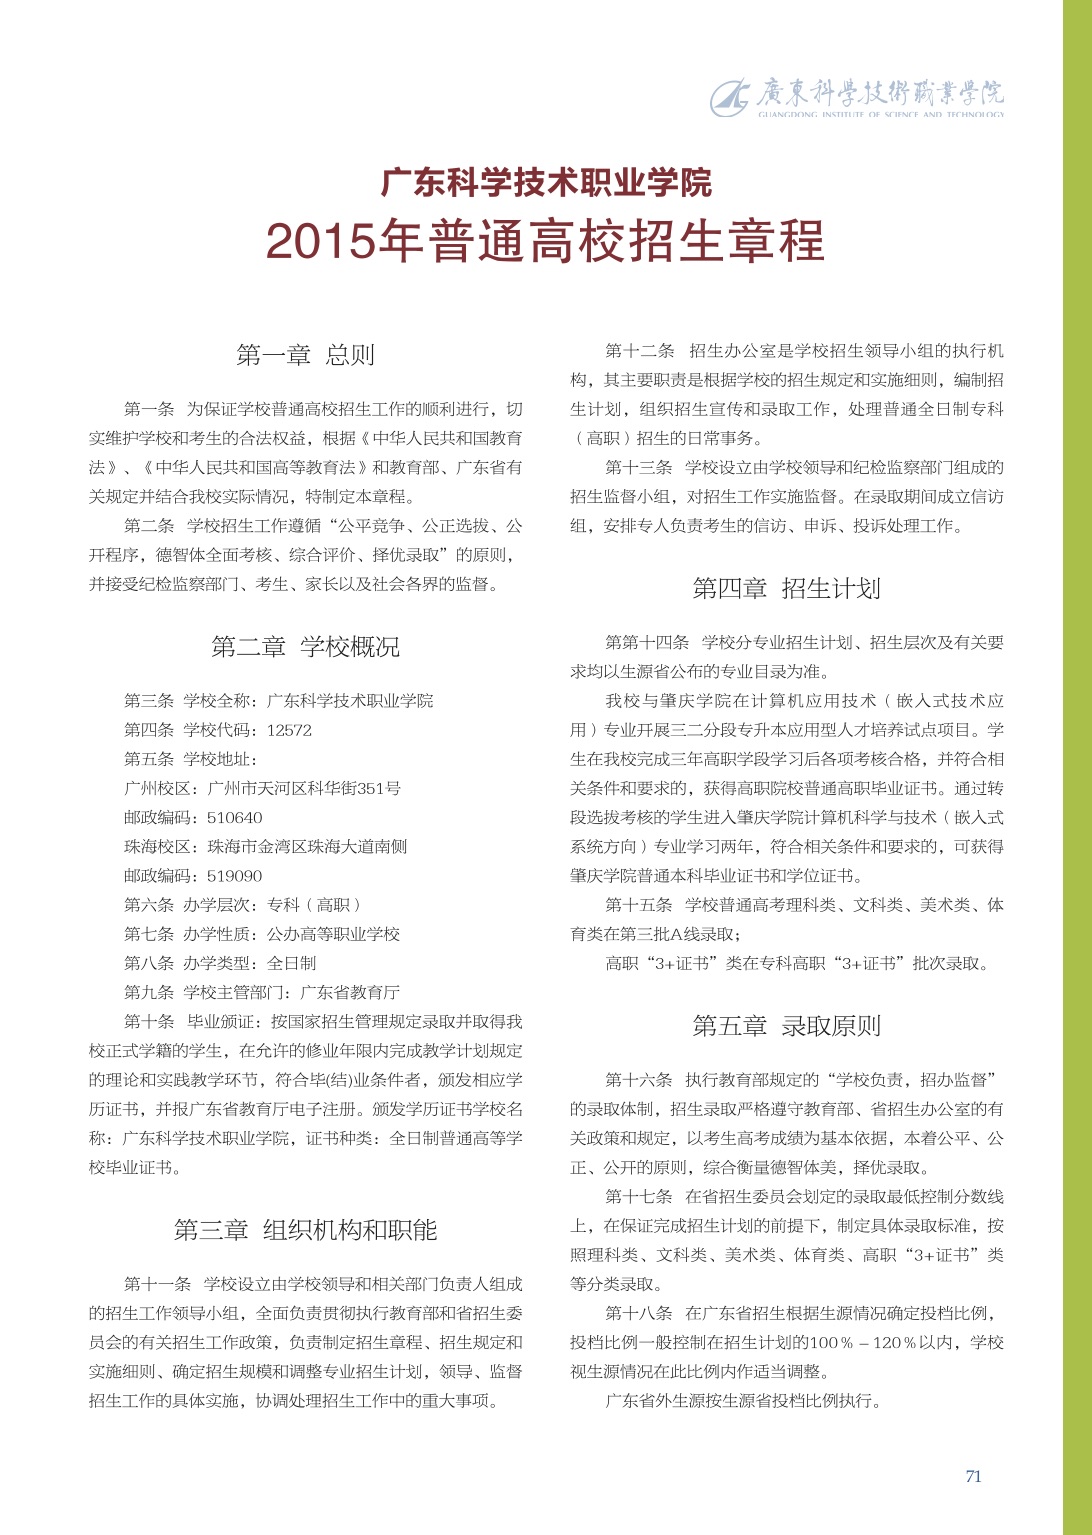 廣東科學技術職業學院
GUANGDONG INSTITUTE OF SCIENCE AND TECHNOLOGY
广东科学技术职业学院
2015年普通高校招生章程
第一章 总则
第一条 为保证学校普通高校招生工作的顺利进行，切
实维护学校和考生的合法权益，根据《中华人民共和国教育
法》、《中华人民共和国高等教育法》和教育部、广东省有
关规定并结合我校实际情况，特制定本章程。
第二条 学校招生工作遵循“公平竞争、公正选拔、公
开程序，德智体全面考核、综合评价、择优录取”的原则，
并接受纪检监察部门、考生、家长以及社会各界的监督。
第二章 学校概况
第三条 学校全称：广东科学技术职业学院
第四条 学校代码：12572
第五条 学校地址：
广州校区：广州市天河区科华街351号
邮政编码：510640
珠海校区：珠海市金湾区珠海大道南侧
邮政编码：519090
第六条 办学层次：专科（高职）
第七条 办学性质：公办高等职业学校
第八条 办学类型：全日制
第九条 学校主管部门：广东省教育厅
第十条 毕业颁证：按国家招生管理规定录取并取得我
校正式学籍的学生，在允许的修业年限内完成教学计划规定
的理论和实践教学环节，符合毕(结)业条件者，颁发相应学
历证书，并报广东省教育厅电子注册。颁发学历证书学校名
称：广东科学技术职业学院，证书种类：全日制普通高等学
校毕业证书。
第三章 组织机构和职能
第十一条 学校设立由学校领导和相关部门负责人组成
的招生工作领导小组，全面负责贯彻执行教育部和省招生委
员会的有关招生工作政策，负责制定招生章程、招生规定和
实施细则、确定招生规模和调整专业招生计划，领导、监督
招生工作的具体实施，协调处理招生工作中的重大事项。
第十二条 招生办公室是学校招生领导小组的执行机
构，其主要职责是根据学校的招生规定和实施细则，编制招
生计划，组织招生宣传和录取工作，处理普通全日制专科
（高职）招生的日常事务。
第十三条 学校设立由学校领导和纪检监察部门组成的
招生监督小组，对招生工作实施监督。在录取期间成立信访
组，安排专人负责考生的信访、申诉、投诉处理工作。
第四章 招生计划
第第十四条 学校分专业招生计划、招生层次及有关要
求均以生源省公布的专业目录为准。
我校与肇庆学院在计算机应用技术（嵌入式技术应
用）专业开展三二分段专升本应用型人才培养试点项目。学
生在我校完成三年高职学段学习后各项考核合格，并符合相
关条件和要求的，获得高职院校普通高职毕业证书。通过转
段选拔考核的学生进入肇庆学院计算机科学与技术（嵌入式
系统方向）专业学习两年，符合相关条件和要求的，可获得
肇庆学院普通本科毕业证书和学位证书。
第十五条 学校普通高考理科类、文科类、美术类、体
育类在第三批A线录取；
高职“3+证书”类在专科高职“3+证书”批次录取。
第五章 录取原则
第十六条 执行教育部规定的“学校负责，招办监督”
的录取体制，招生录取严格遵守教育部、省招生办公室的有
关政策和规定，以考生高考成绩为基本依据，本着公平、公
正、公开的原则，综合衡量德智体美，择优录取。
第十七条 在省招生委员会划定的录取最低控制分数线
上，在保证完成招生计划的前提下，制定具体录取标准，按
照理科类、文科类、美术类、体育类、高职“3+证书”类
等分类录取。
第十八条 在广东省招生根据生源情况确定投档比例，
投档比例一般控制在招生计划的100％－120％以内，学校
视生源情况在此比例内作适当调整。
广东省外生源按生源省投档比例执行。
71